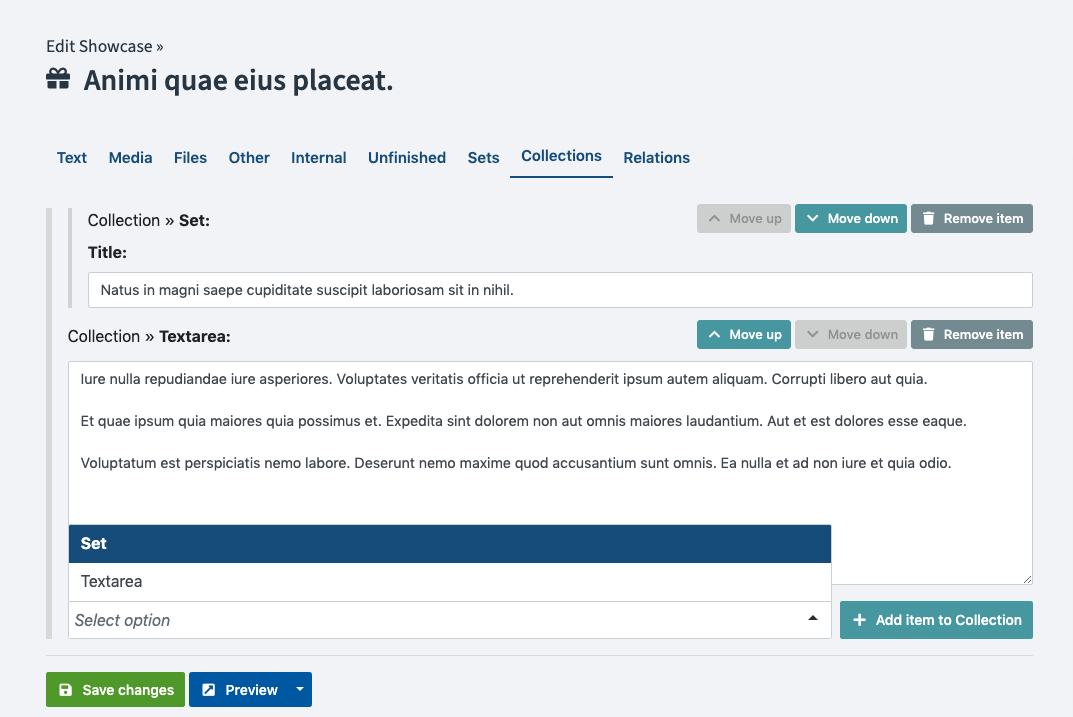 Edit Showcase »
Animi quae eius placeat.
Text Media Files Other Internal Unfinished Sets Collections Relations
Collection » Set: Move up Move down Remove item
Title:
Natus in magni saepe cupiditate suscipit laboriosam sit in nihil.
Collection » Textarea: Move up Move down Remove item
Iure nulla repudiandae iure asperiores. Voluptates veritatis officia ut reprehenderit ipsum autem aliquam. Corrupti libero aut quia.
Et quae ipsum quia maiores quia possimus et. Expedita sint dolorem non aut omnis maiores laudantium. Aut et est dolores esse eaque.
Voluptatum est perspiciatis nemo labore. Deserunt nemo maxime quod accusantium sunt omnis. Ea nulla et ad non iure et quia odio.
Set
Textarea
Select option Add item to Collection
Save changes Preview